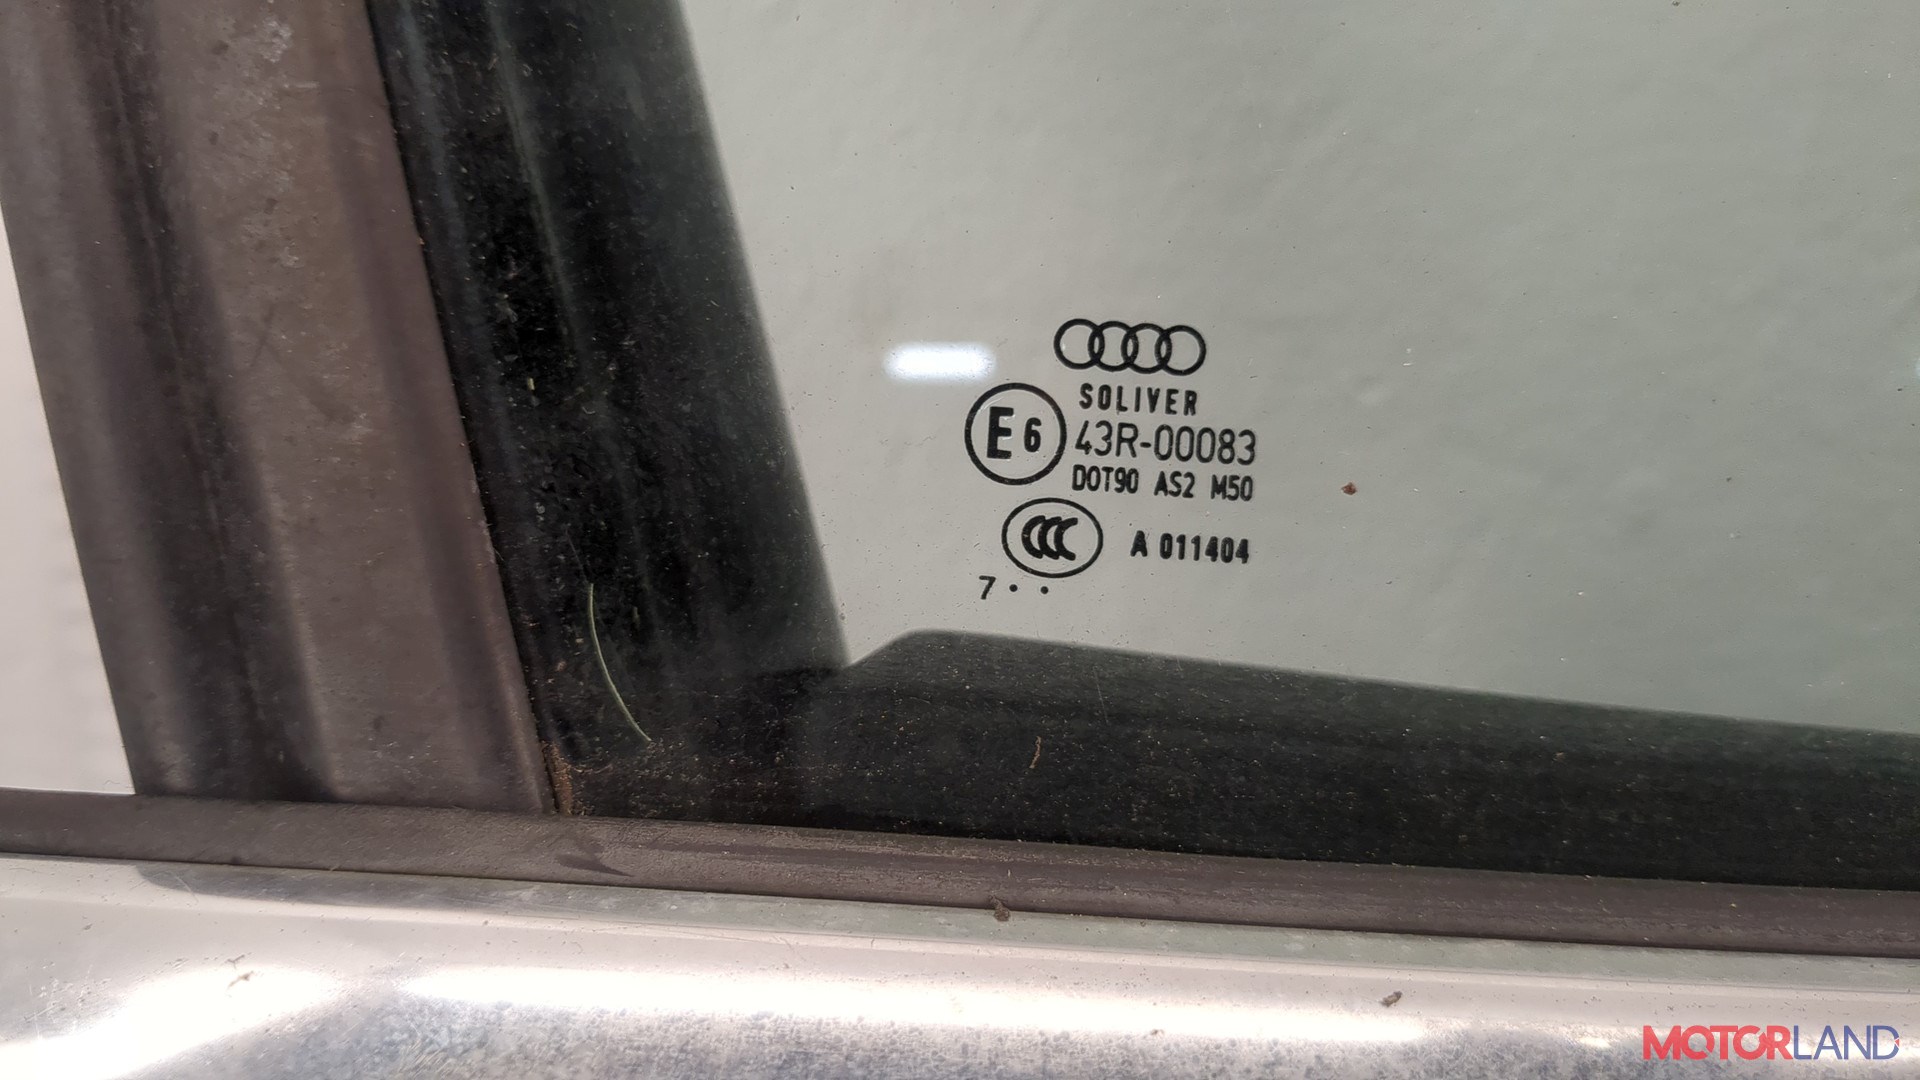 SOLIVER
E6 43R-00083
DOT90 AS2 M50
CCC A 011404
7 · ·
MOTORLAND